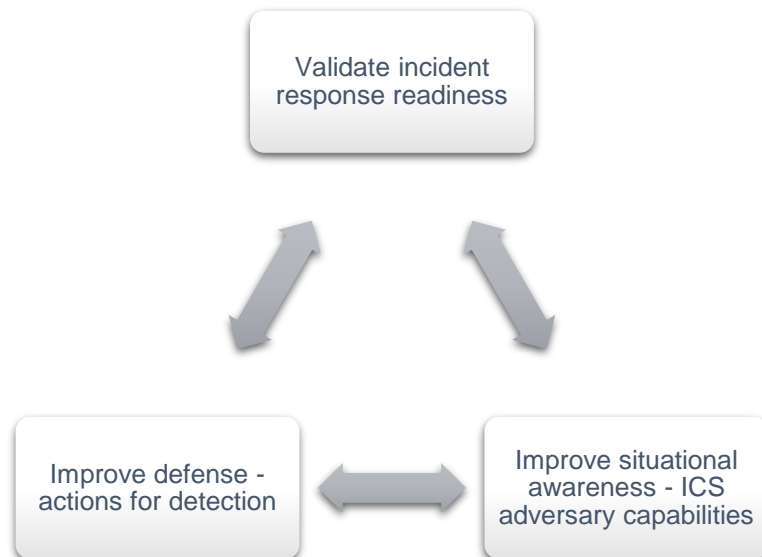 Validate incident
response readiness
Improve defense -
actions for detection
Improve situational
awareness - ICS
adversary capabilities